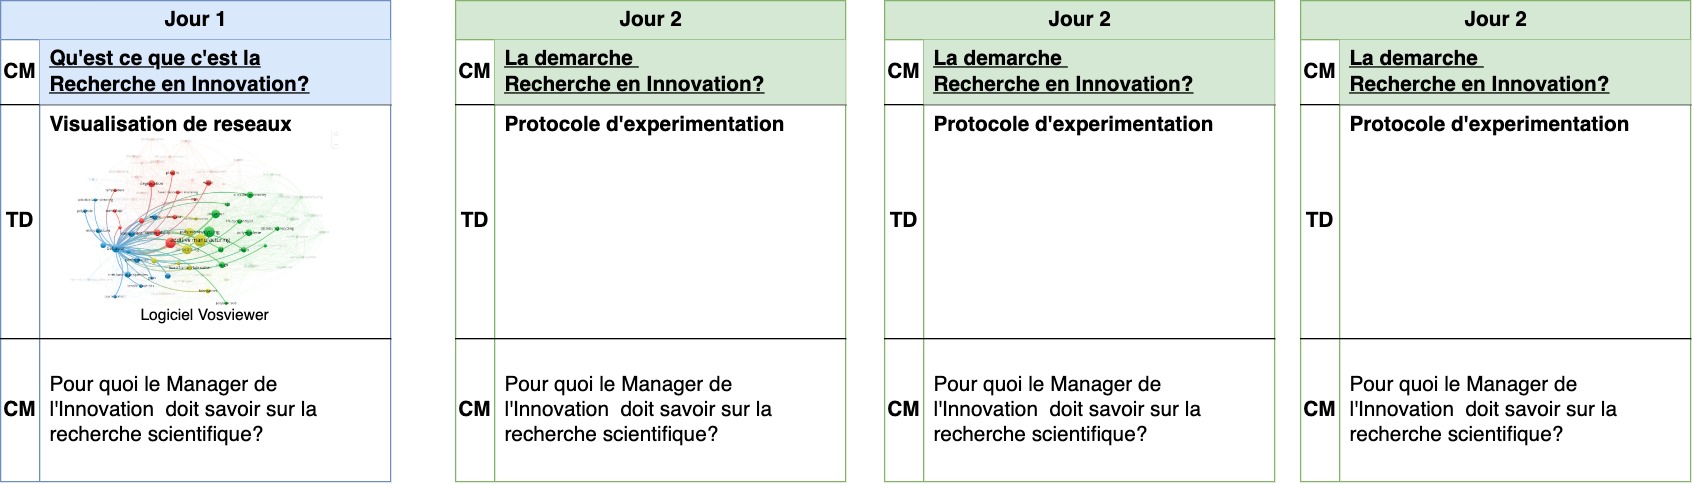 Jour 1
CM
Qu'est ce que c'est la
Recherche en Innovation?
TD
Visualisation de reseaux
additive manufacturing
Logiciel Vosviewer
CM
Pour quoi le Manager de
l'Innovation doit savoir sur la
recherche scientifique?
Jour 2
CM
La demarche
Recherche en Innovation?
TD
Protocole d'experimentation
CM
Pour quoi le Manager de
l'Innovation doit savoir sur la
recherche scientifique?
Jour 2
CM
La demarche
Recherche en Innovation?
TD
Protocole d'experimentation
CM
Pour quoi le Manager de
l'Innovation doit savoir sur la
recherche scientifique?
Jour 2
CM
La demarche
Recherche en Innovation?
TD
Protocole d'experimentation
CM
Pour quoi le Manager de
l'Innovation doit savoir sur la
recherche scientifique?